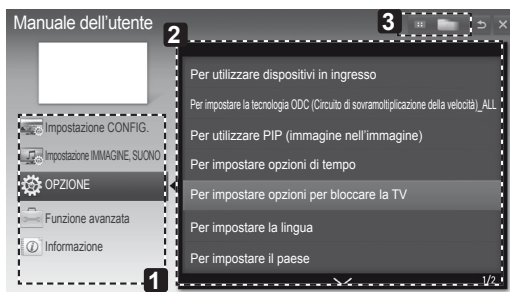 Manuale dell'utente
2
3
Impostazione CONFIG.
Impostazione IMMAGINE, SUONO
OPZIONE
Funzione avanzata
Informazione
1
Per utilizzare dispositivi in ingresso
Per impostare la tecnologia ODC (Circuito di sovramoltiplicazione della velocità)_ALL
Per utilizzare PIP (immagine nell'immagine)
Per impostare opzioni di tempo
Per impostare opzioni per bloccare la TV
Per impostare la lingua
Per impostare il paese
1/2